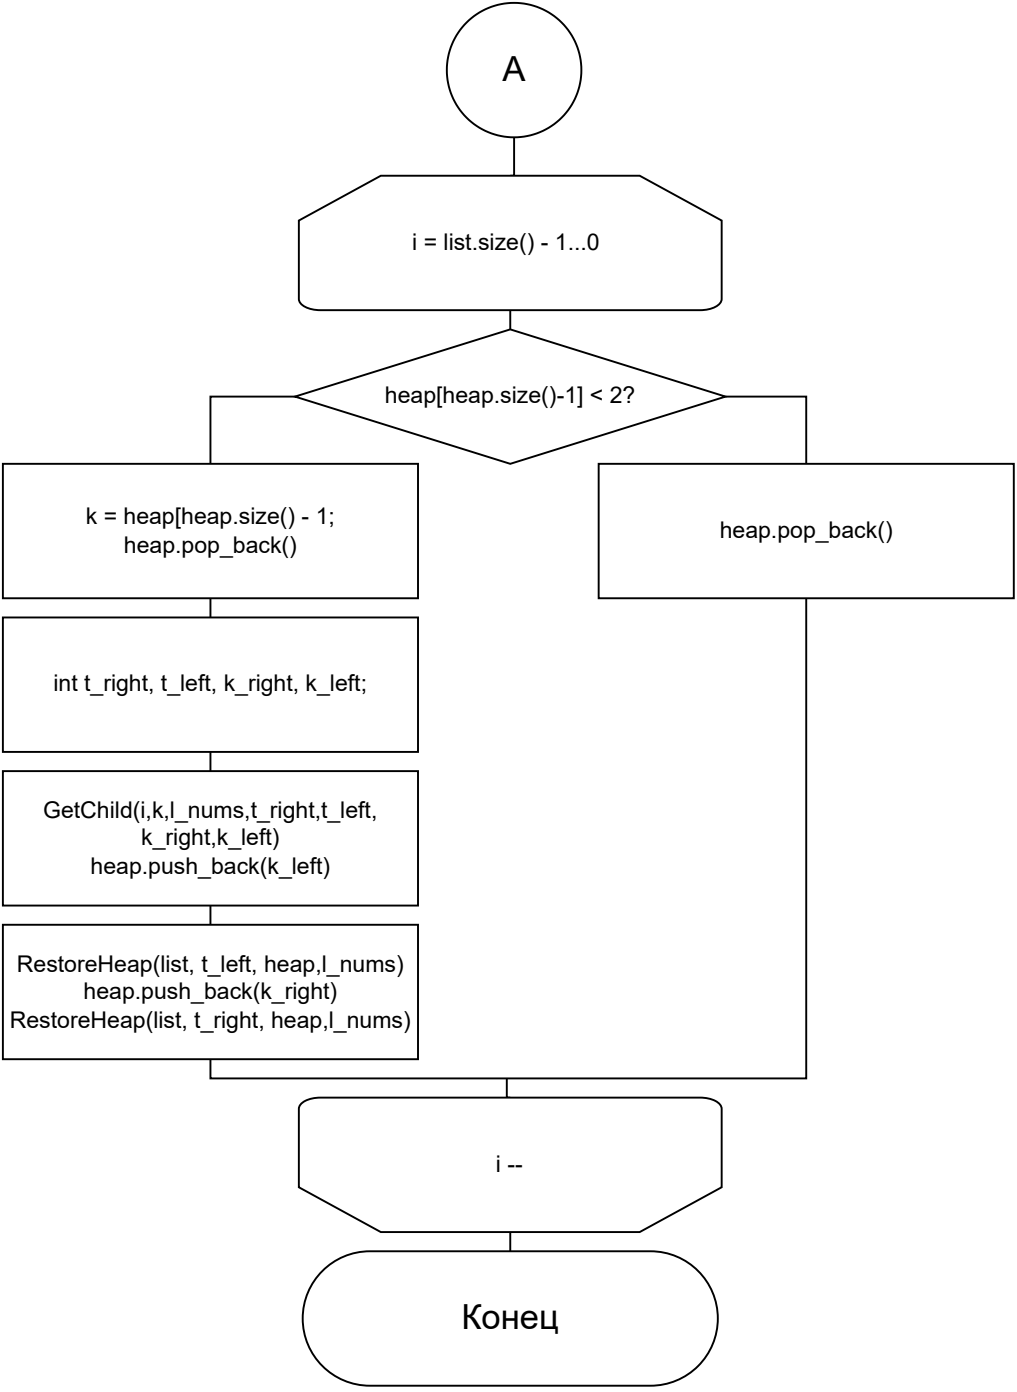 A
i = list.size() - 1...0
heap[heap.size()-1] < 2?
k = heap[heap.size() - 1;
heap.pop_back()
heap.pop_back()
int t_right, t_left, k_right, k_left;
GetChild(i,k,l_nums,t_right,t_left,
k_right,k_left)
heap.push_back(k_left)
RestoreHeap(list, t_left, heap,l_nums)
heap.push_back(k_right)
RestoreHeap(list, t_right, heap,l_nums)
i --
Конец